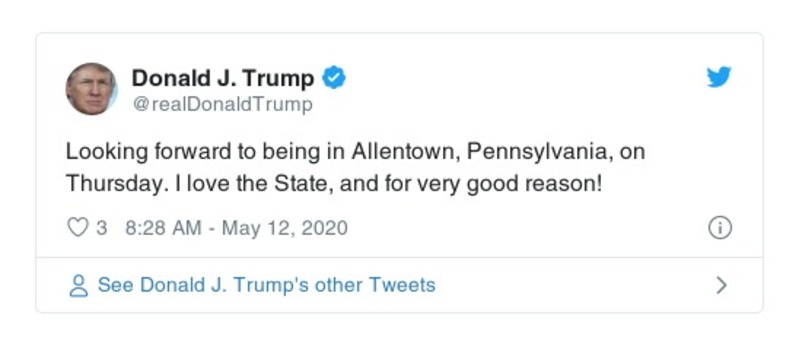 Donald J. Trump
@realDonaldTrump
Looking forward to being in Allentown, Pennsylvania, on
Thursday. I love the State, and for very good reason!
3 8:28 AM - May 12, 2020
See Donald J. Trump's other Tweets